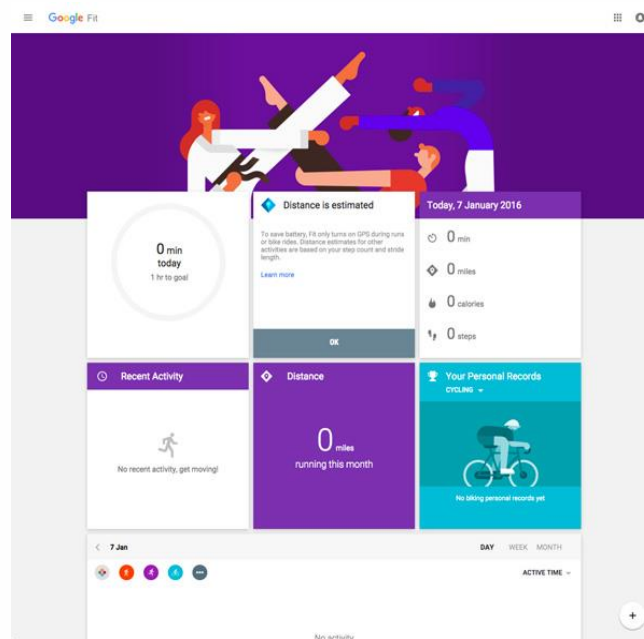 Google Fit
0 min
today
1 hr to goal
Distance is estimated
To save battery, Fit only turns on GPS during runs
or bike rides. Distance estimates for other
activities are based on your step count and stride
length.
Learn more
OK
Today, 7 January 2016
0 min
0 miles
0 calories
0 steps
Recent Activity
No recent activity, get moving!
Distance
0 miles
running this month
Your Personal Records
CYCLING
No biking personal records yet
7 Jan
DAY WEEK MONTH
ACTIVE TIME
No activity